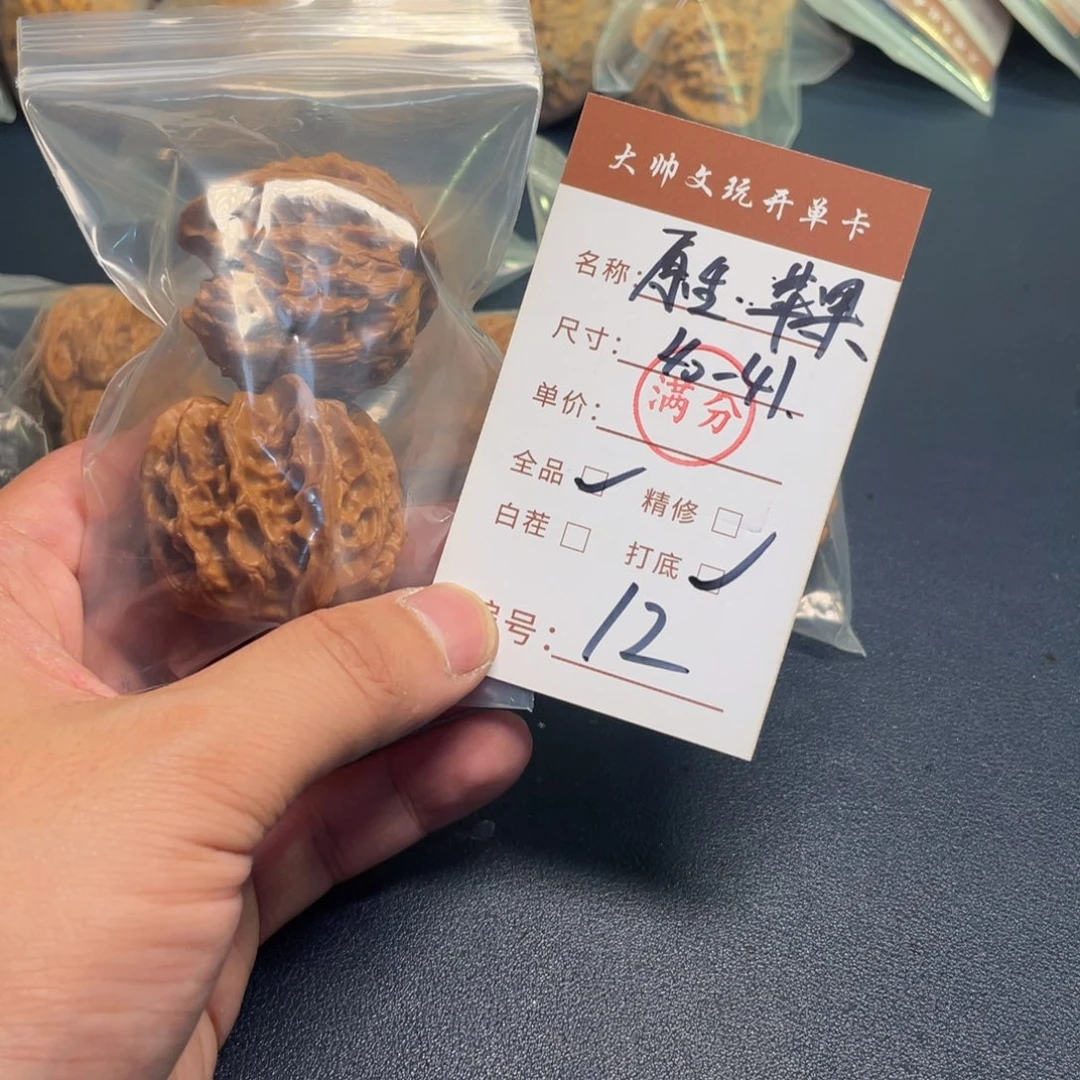 大帅文玩开单卡
名称: 原生·苹果
尺寸: 40-41
满分
单价:
全品 ✓ 精修 □
白茬 □ 打底 ✓
号: 12